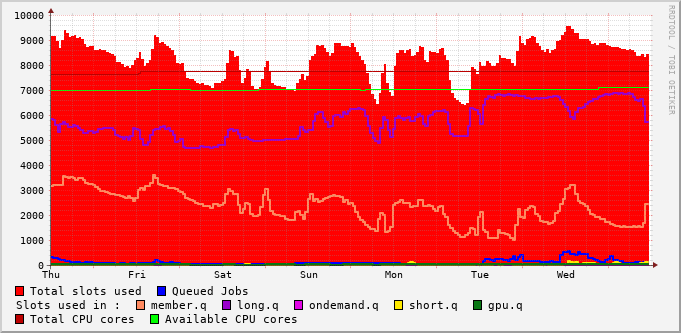 10000
9000
8000
7000
6000
5000
4000
3000
2000
1000
0
Thu Fri Sat Sun Mon Tue Wed
Total slots used Queued Jobs
Slots used in : member.q long.q ondemand.q short.q gpu.q
Total CPU cores Available CPU cores
RRDTOOL / TOBI OETIKER